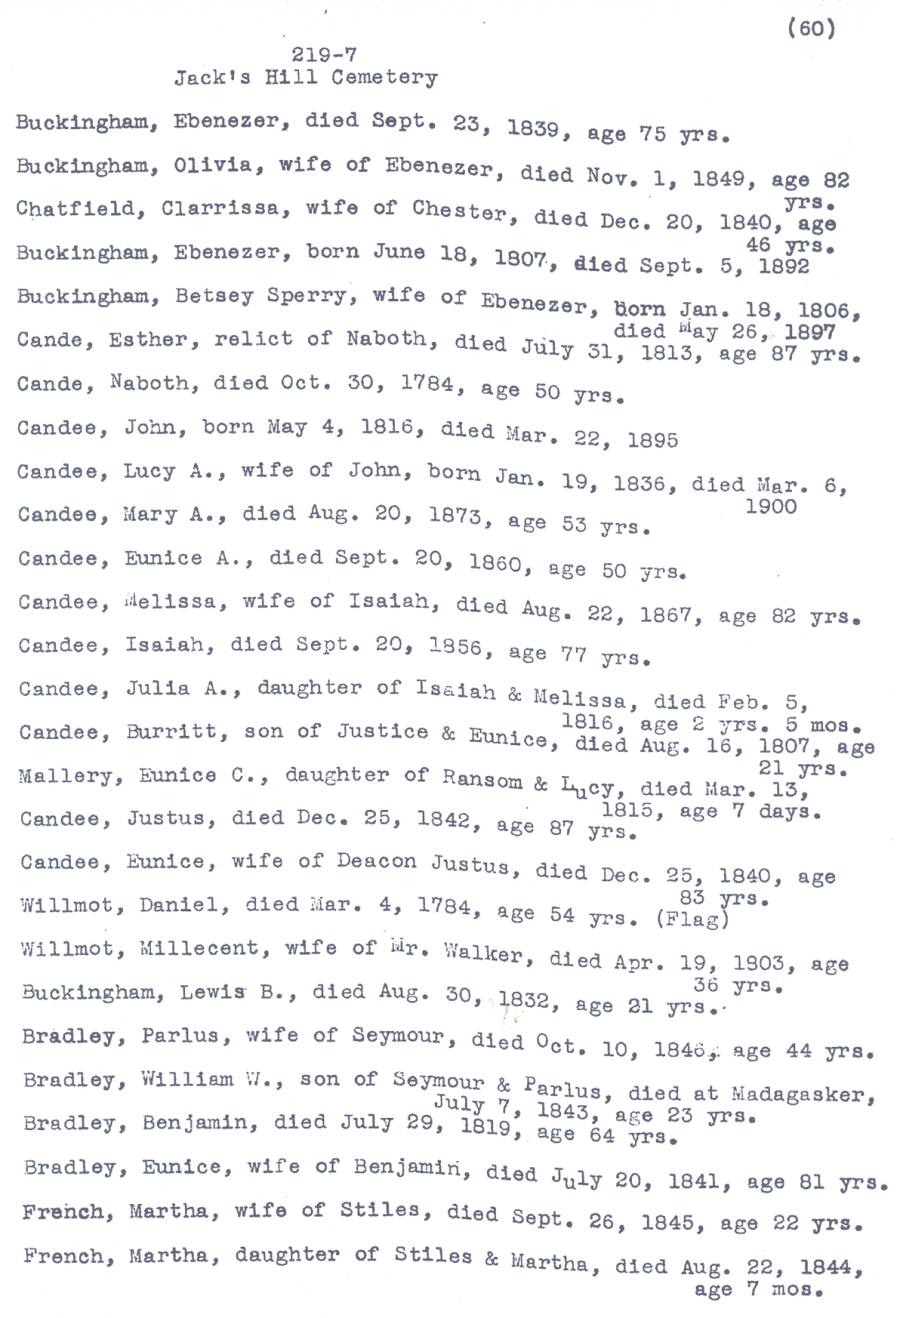 (60)
219-7
Jack's Hill Cemetery
Buckingham, Ebenezer, died Sept. 23, 1839, age 75 yrs.
Buckingham, Olivia, wife of Ebenezer, died Nov. 1, 1849, age 82
yrs.
Chatfield, Clarrissa, wife of Chester, died Dec. 20, 1840, age
46 yrs.
Buckingham, Ebenezer, born June 18, 1807, died Sept. 5, 1892
Buckingham, Betsey Sperry, wife of Ebenezer, born Jan. 18, 1806,
died May 26, 1897
Cande, Esther, relict of Naboth, died July 31, 1813, age 87 yrs.
Cande, Naboth, died Oct. 30, 1784, age 50 yrs.
Candee, John, born May 4, 1816, died Mar. 22, 1895
Candee, Lucy A., wife of John, born Jan. 19, 1836, died Mar. 6,
1900
Candee, Mary A., died Aug. 20, 1873, age 53 yrs.
Candee, Eunice A., died Sept. 20, 1860, age 50 yrs.
Candee, Melissa, wife of Isaiah, died Aug. 22, 1867, age 82 yrs.
Candee, Isaiah, died Sept. 20, 1856, age 77 yrs.
Candee, Julia A., daughter of Isaiah & Melissa, died Feb. 5,
1816, age 2 yrs. 5 mos.
Candee, Burritt, son of Justice & Eunice, died Aug. 16, 1807, age
21 yrs.
Mallery, Eunice C., daughter of Ransom & Lucy, died Mar. 13,
1815, age 7 days.
Candee, Justus, died Dec. 25, 1842, age 87 yrs.
Candee, Eunice, wife of Deacon Justus, died Dec. 25, 1840, age
83 yrs.
Willmot, Daniel, died Mar. 4, 1784, age 54 yrs. (Flag)
Willmot, Millecent, wife of Mr. Walker, died Apr. 19, 1803, age
36 yrs.
Buckingham, Lewis B., died Aug. 30, 1832, age 21 yrs.
Bradley, Parlus, wife of Seymour, died Oct. 10, 1846, age 44 yrs.
Bradley, William W., son of Seymour & Parlus, died at Madagasker,
July 7, 1843, age 23 yrs.
Bradley, Benjamin, died July 29, 1819, age 64 yrs.
Bradley, Eunice, wife of Benjamin, died July 20, 1841, age 81 yrs.
French, Martha, wife of Stiles, died Sept. 26, 1845, age 22 yrs.
French, Martha, daughter of Stiles & Martha, died Aug. 22, 1844,
age 7 mos.